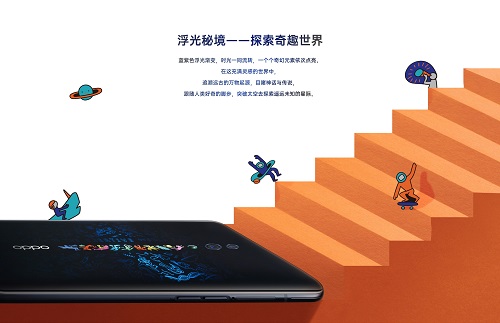 浮光秘境——探索奇趣世界
蓝紫色浮光渐变，时光一同流转，一个个奇幻元素依次点亮。
在这充满灵感的世界中，
追溯远古的万物起源，目睹神话与传说，
跟随人类好奇的脚步，突破太空去探索遥远未知的星际。
oppo